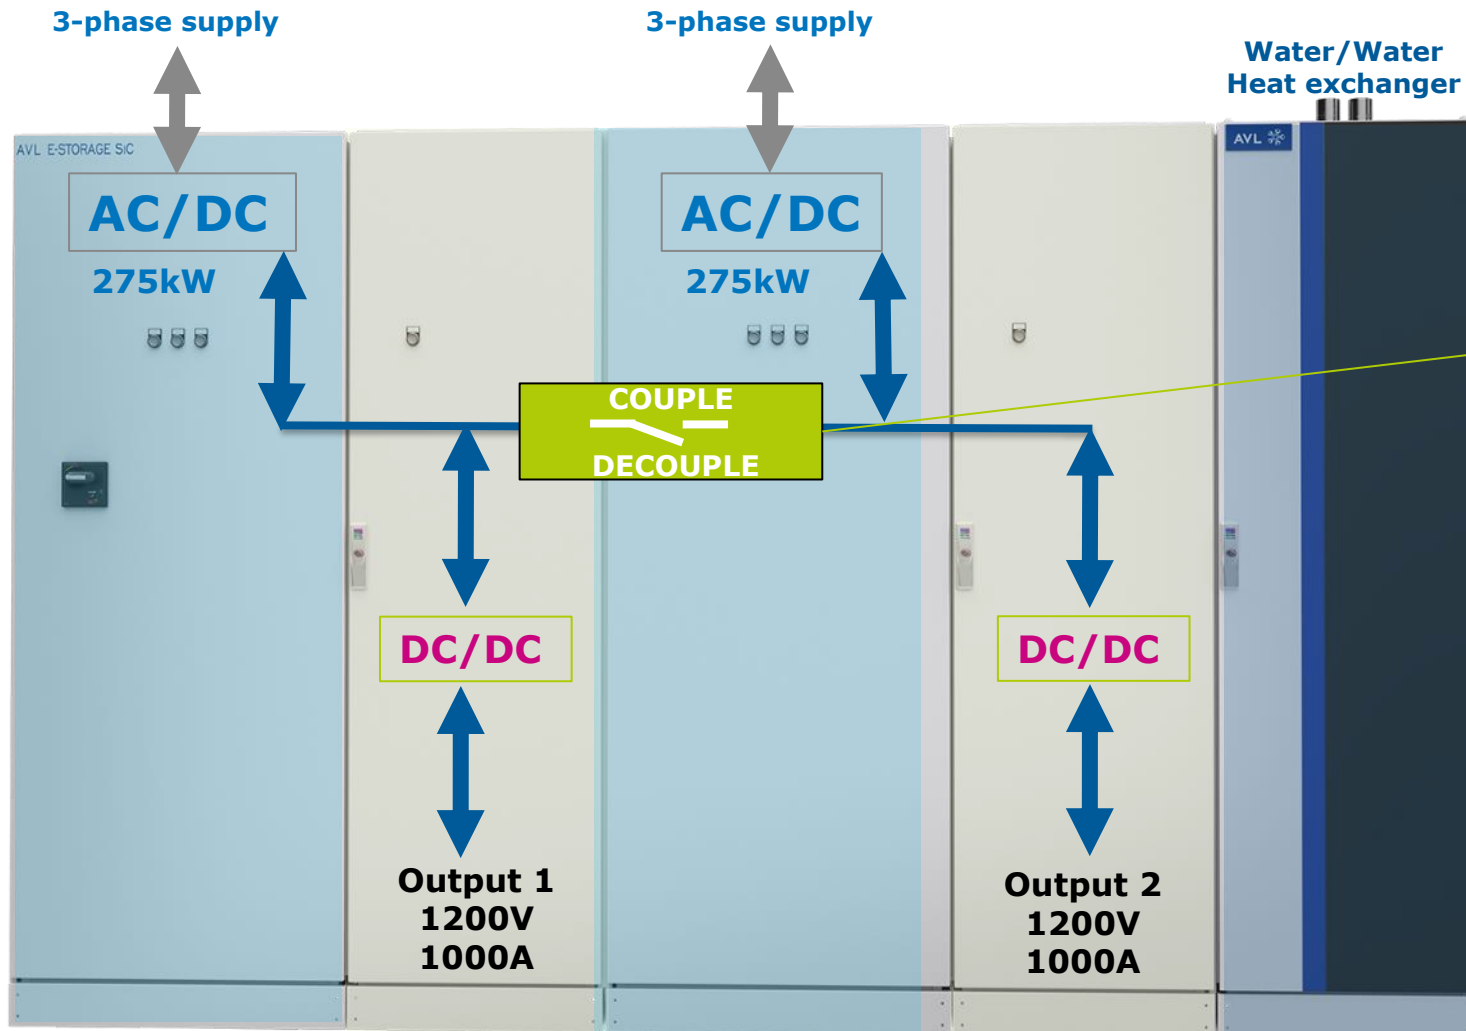 3-phase supply
3-phase supply
Water/Water
Heat exchanger
AVL E-STORAGE SiC
AVL
AC/DC
275kW
AC/DC
275kW
COUPLE
DECOUPLE
DC/DC
DC/DC
Output 1
1200V
1000A
Output 2
1200V
1000A